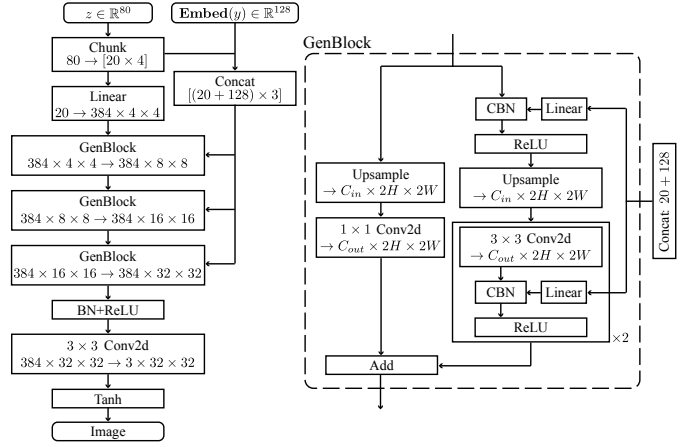 z ∈ ℝ^80
Embed(y) ∈ ℝ^128
Chunk
80 → [20 × 4]
Concat
[(20 + 128) × 3]
Linear
20 → 384 × 4 × 4
GenBlock
384 × 4 × 4 → 384 × 8 × 8
GenBlock
384 × 8 × 8 → 384 × 16 × 16
GenBlock
384 × 16 × 16 → 384 × 32 × 32
BN+ReLU
3 × 3 Conv2d
384 × 32 × 32 → 3 × 32 × 32
Tanh
Image
GenBlock
Upsample
→ C_in × 2H × 2W
1 × 1 Conv2d
→ C_out × 2H × 2W
CBN
Linear
ReLU
Upsample
→ C_in × 2H × 2W
3 × 3 Conv2d
→ C_out × 2H × 2W
CBN
Linear
ReLU
×2
Add
Concat: 20 + 128